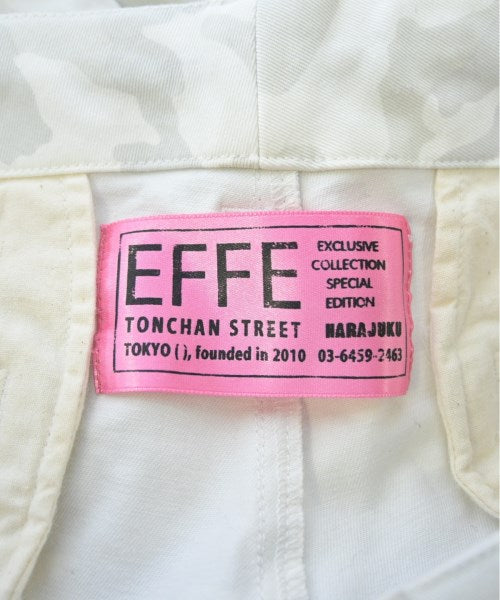 EFFE
EXCLUSIVE
COLLECTION
SPECIAL
EDITION
TONCHAN STREET HARAJUKU
TOKYO ( ), founded in 2010 03-6459-2463